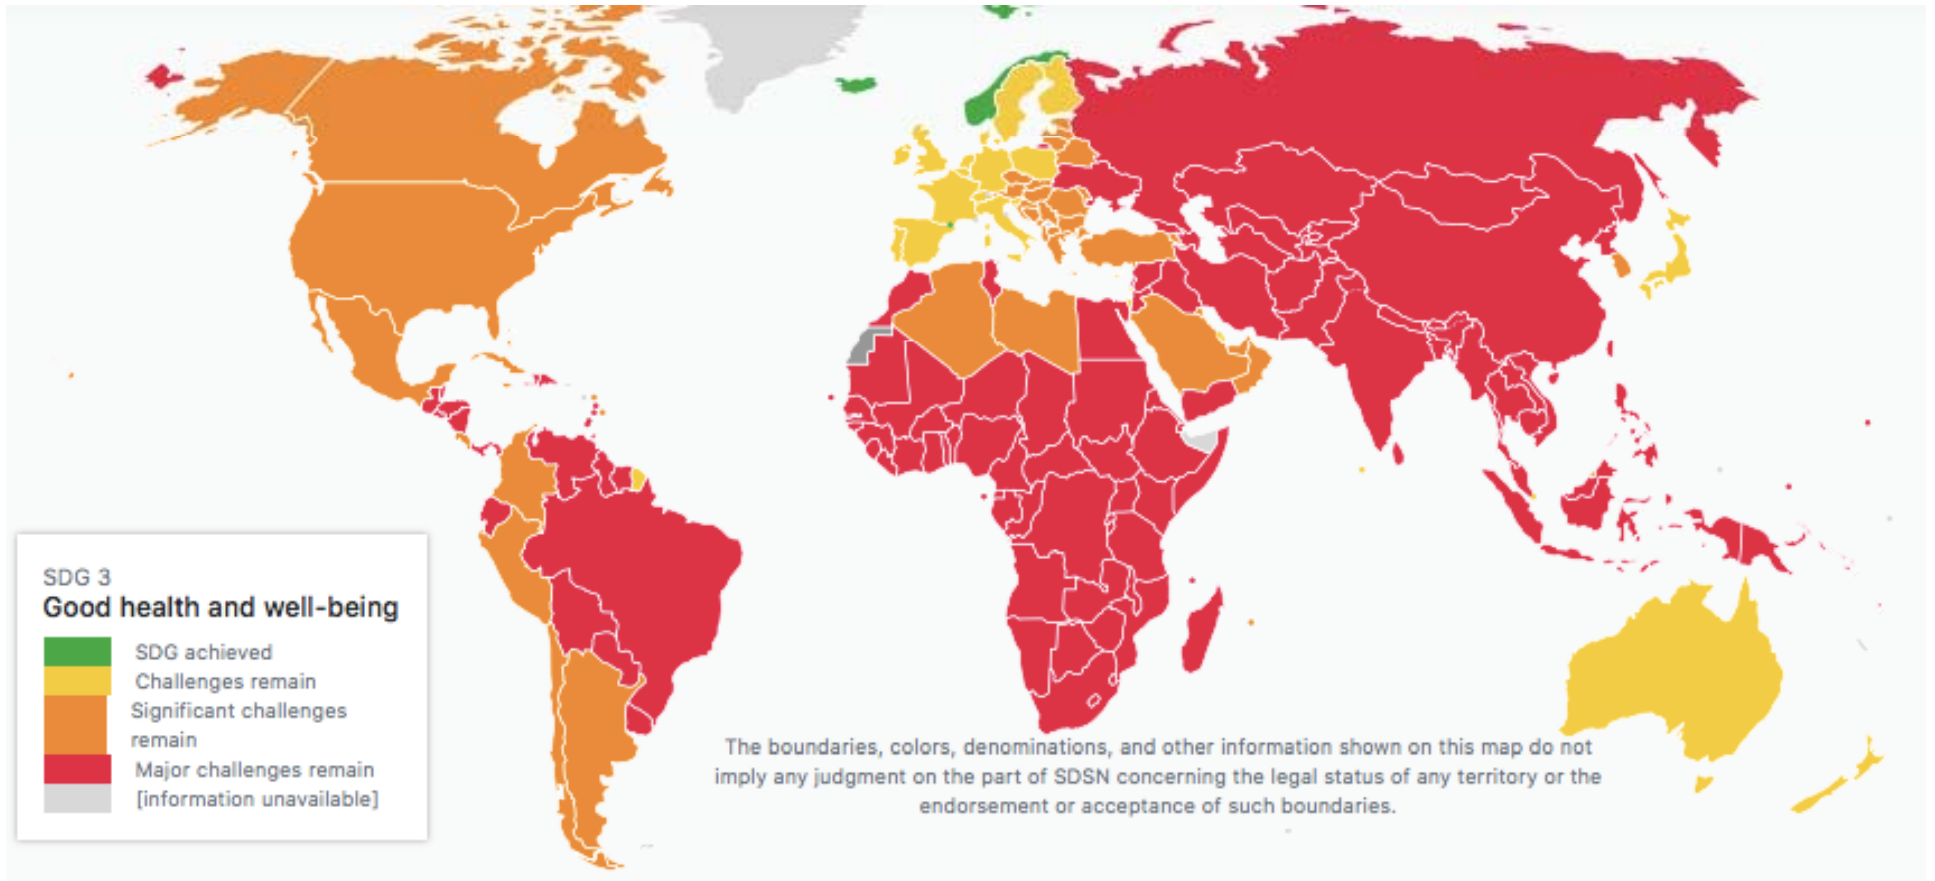 SDG 3
Good health and well-being
SDG achieved
Challenges remain
Significant challenges
remain
Major challenges remain
[information unavailable]
The boundaries, colors, denominations, and other information shown on this map do not
imply any judgment on the part of SDSN concerning the legal status of any territory or the
endorsement or acceptance of such boundaries.